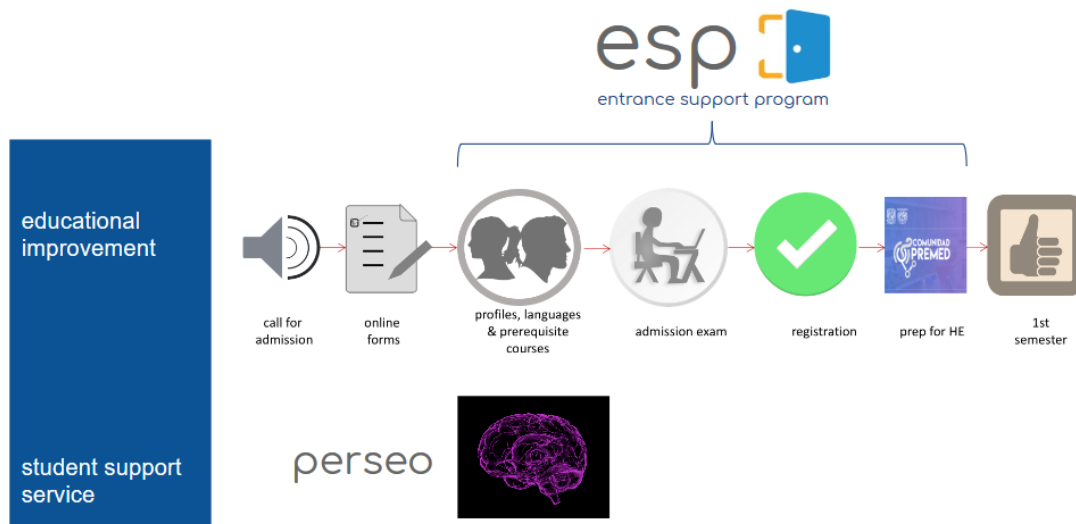 esp
entrance support program
educational
improvement
call for
admission
online
forms
profiles, languages
& prerequisite
courses
admission exam
registration
COMUNIDAD
PREMED
prep for HE
1st
semester
perseo
student support
service